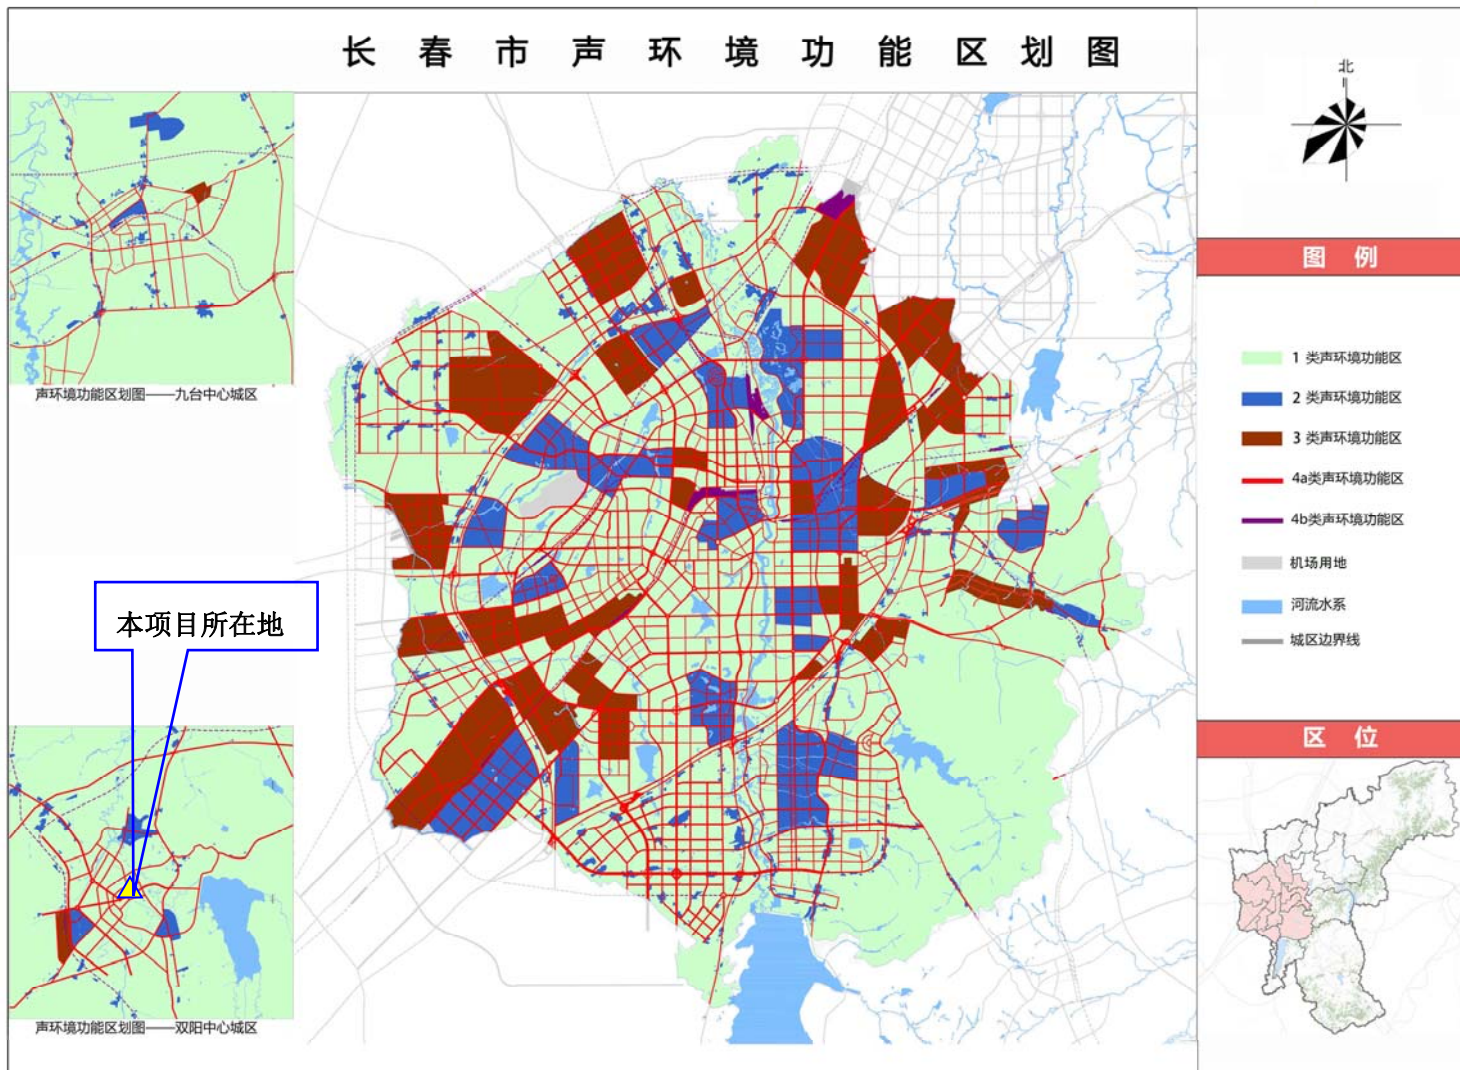 长春市声环境功能区划图
北
图例
1 类声环境功能区
2 类声环境功能区
3 类声环境功能区
4a类声环境功能区
4b类声环境功能区
机场用地
河流水系
城区边界线
区位
声环境功能区划图——九台中心城区
本项目所在地
声环境功能区划图——双阳中心城区